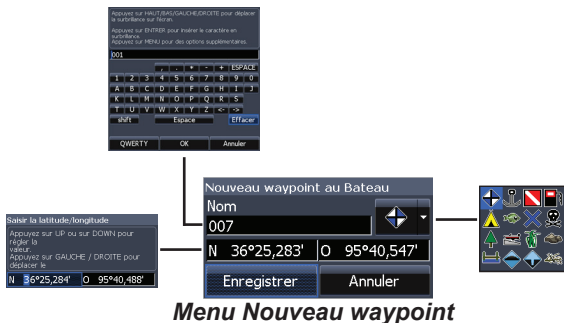 Appuyez sur HAUT/BAS/GAUCHE/DROITE pour déplacer
la surbrillance sur l'écran.
Appuyez sur ENTRER pour insérer le caractère en
surbrillance.
Appuyez sur MENU pour des options supplémentaires.
001
, . * - + ESPACE
1 2 3 4 5 6 7 8 9 0
A B C D E F G H I J
K L M N O P Q R S
T U V W X Y Z <- ->
shift Espace Effacer
QWERTY OK Annuler
Nouveau waypoint au Bateau
Nom
007
N 36°25,283' O 95°40,547'
Enregistrer Annuler
Saisir la latitude/longitude
Appuyez sur UP ou sur DOWN pour
régler la
valeur.
Appuyez sur GAUCHE / DROITE pour
déplacer le
N 36°25,284' O 95°40,488'
Menu Nouveau waypoint